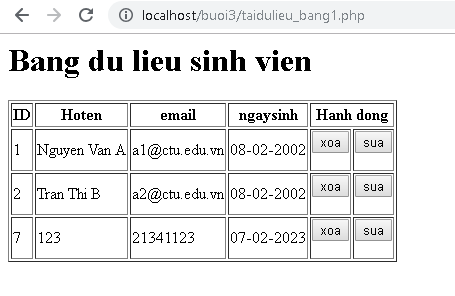 localhost/buoi3/taidulieu_bang1.php
Bang du lieu sinh vien
ID Hoten email ngaysinh Hanh dong
1 Nguyen Van A a1@ctu.edu.vn 08-02-2002 xoa sua
2 Tran Thi B a2@ctu.edu.vn 08-02-2002 xoa sua
7 123 21341123 07-02-2023 xoa sua